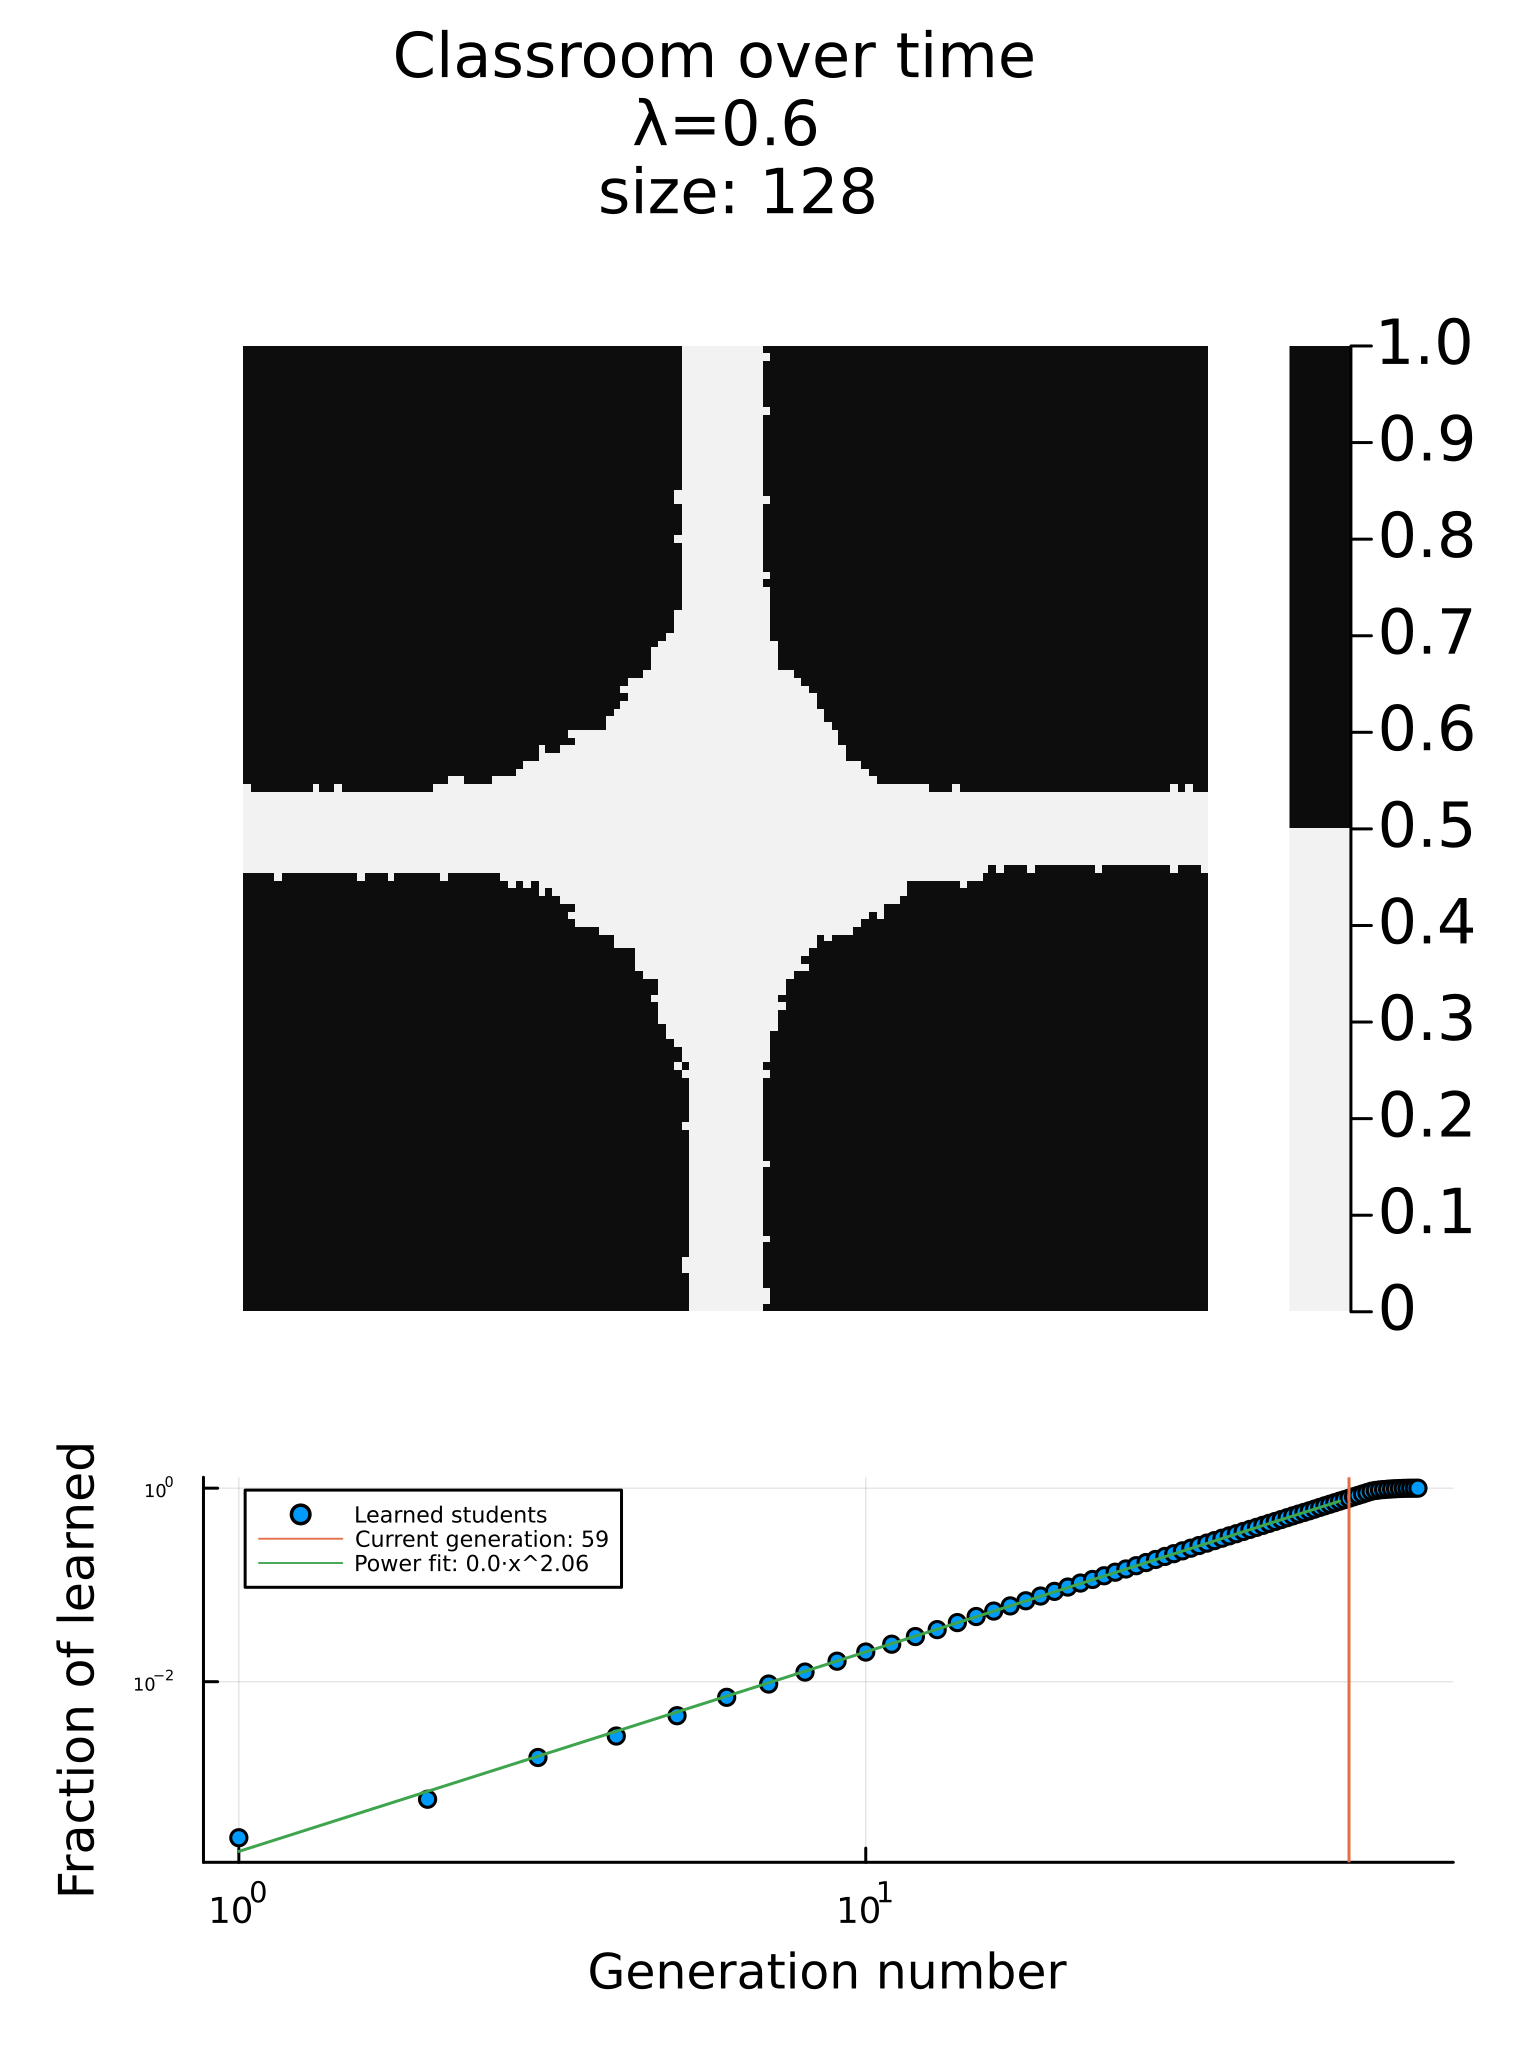 Classroom over time
λ=0.6
size: 128
1.0
0.9
0.8
0.7
0.6
0.5
0.4
0.3
0.2
0.1
0
Fraction of learned
10⁰
10⁻²
Learned students
Current generation: 59
Power fit: 0.0·x^2.06
10⁰
10¹
Generation number